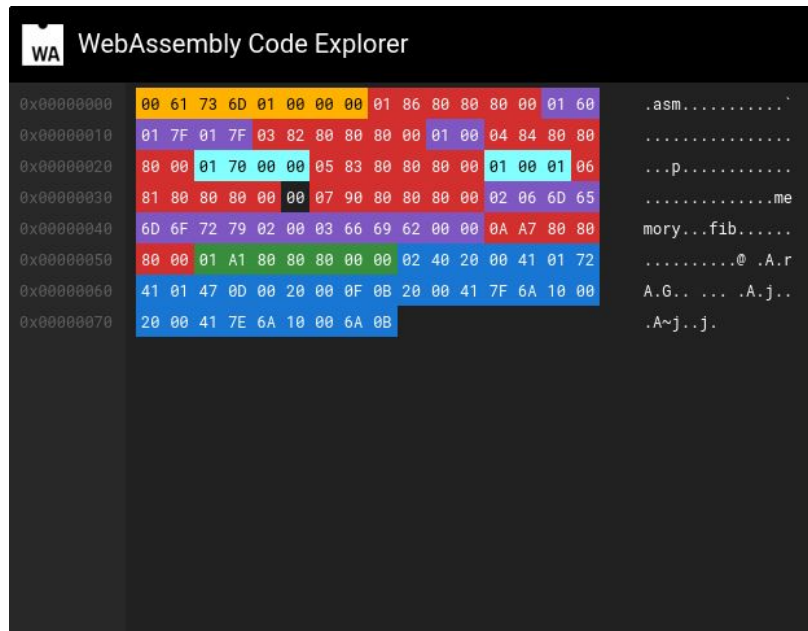 WA WebAssembly Code Explorer
0x00000000 00 61 73 6D 01 00 00 00 01 86 80 80 80 00 01 60 .asm...........`
0x00000010 01 7F 01 7F 03 82 80 80 80 00 01 00 04 84 80 80 ................
0x00000020 80 00 01 70 00 00 05 83 80 80 80 00 01 00 01 06 ...p............
0x00000030 81 80 80 80 00 00 07 90 80 80 80 00 02 06 6D 65 ..............me
0x00000040 6D 6F 72 79 02 00 03 66 69 62 00 00 0A A7 80 80 mory...fib......
0x00000050 80 00 01 A1 80 80 80 00 00 02 40 20 00 41 01 72 ..........@ .A.r
0x00000060 41 01 47 0D 00 20 00 0F 0B 20 00 41 7F 6A 10 00 A.G.. ... .A.j..
0x00000070 20 00 41 7E 6A 10 00 6A 0B .A~j..j.